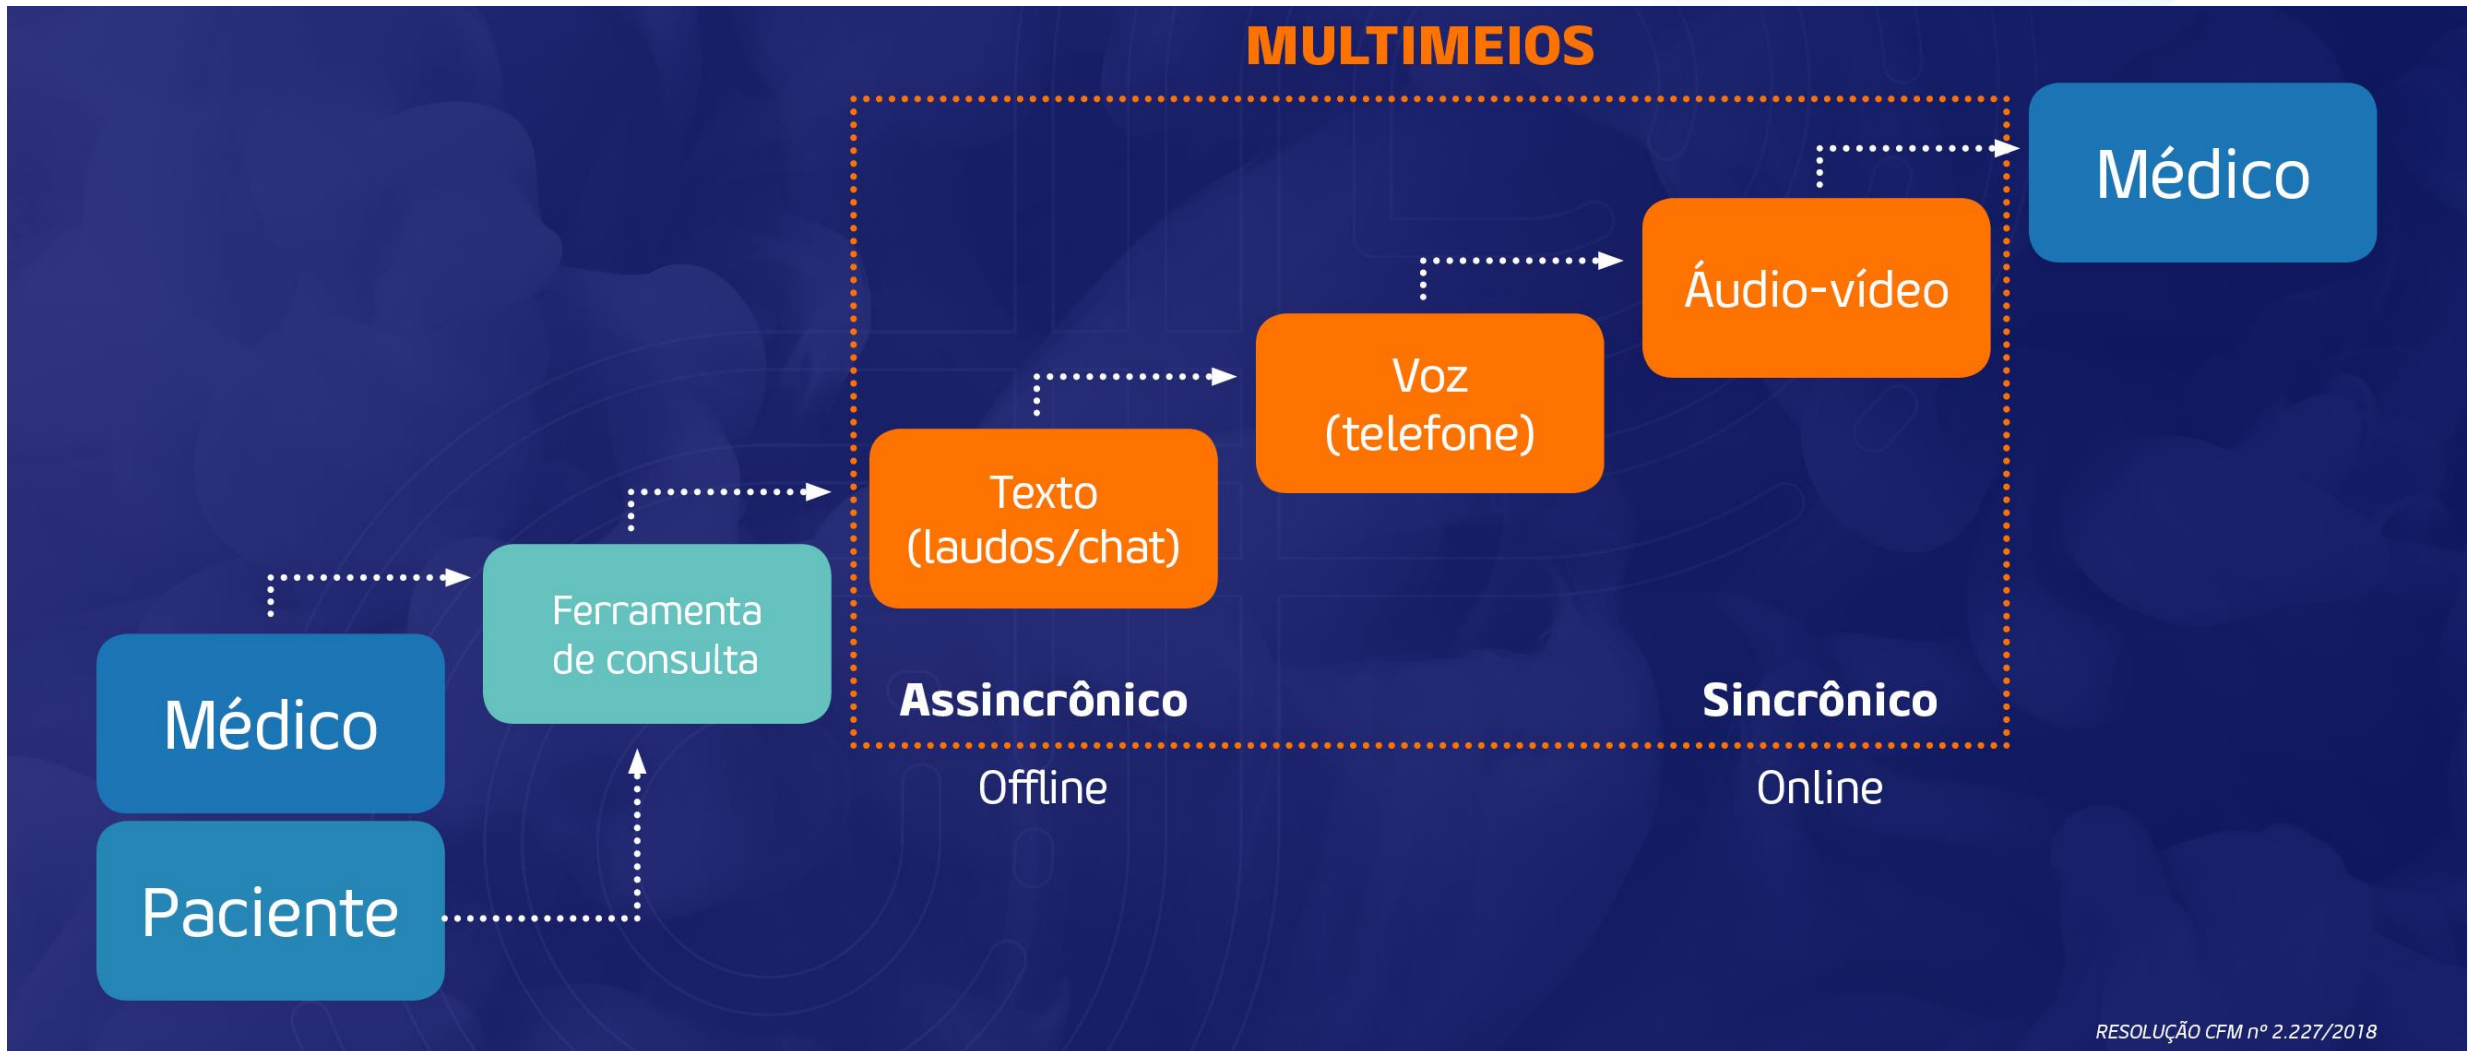 MULTIMEIOS
Médico
Áudio-vídeo
Voz
(telefone)
Texto
(laudos/chat)
Ferramenta
de consulta
Assincrônico
Sincrônico
Médico
Offline
Online
Paciente
RESOLUÇÃO CFM nº 2.227/2018